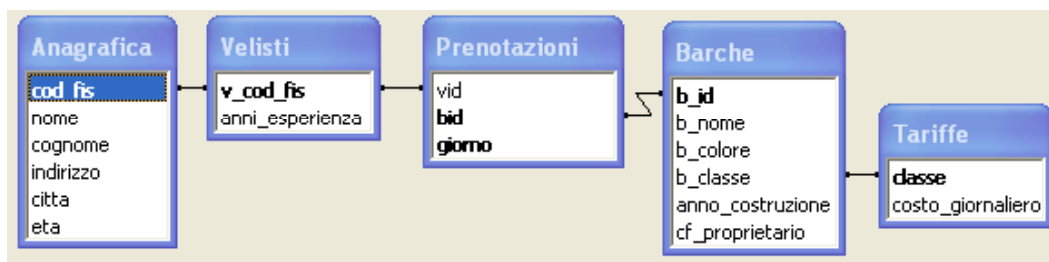 Anagrafica
cod_fis
nome
cognome
indirizzo
citta
eta
Velisti
v_cod_fis
anni_esperienza
Prenotazioni
vid
bid
giorno
Barche
b_id
b_nome
b_colore
b_classe
anno_costruzione
cf_proprietario
Tariffe
classe
costo_giornaliero